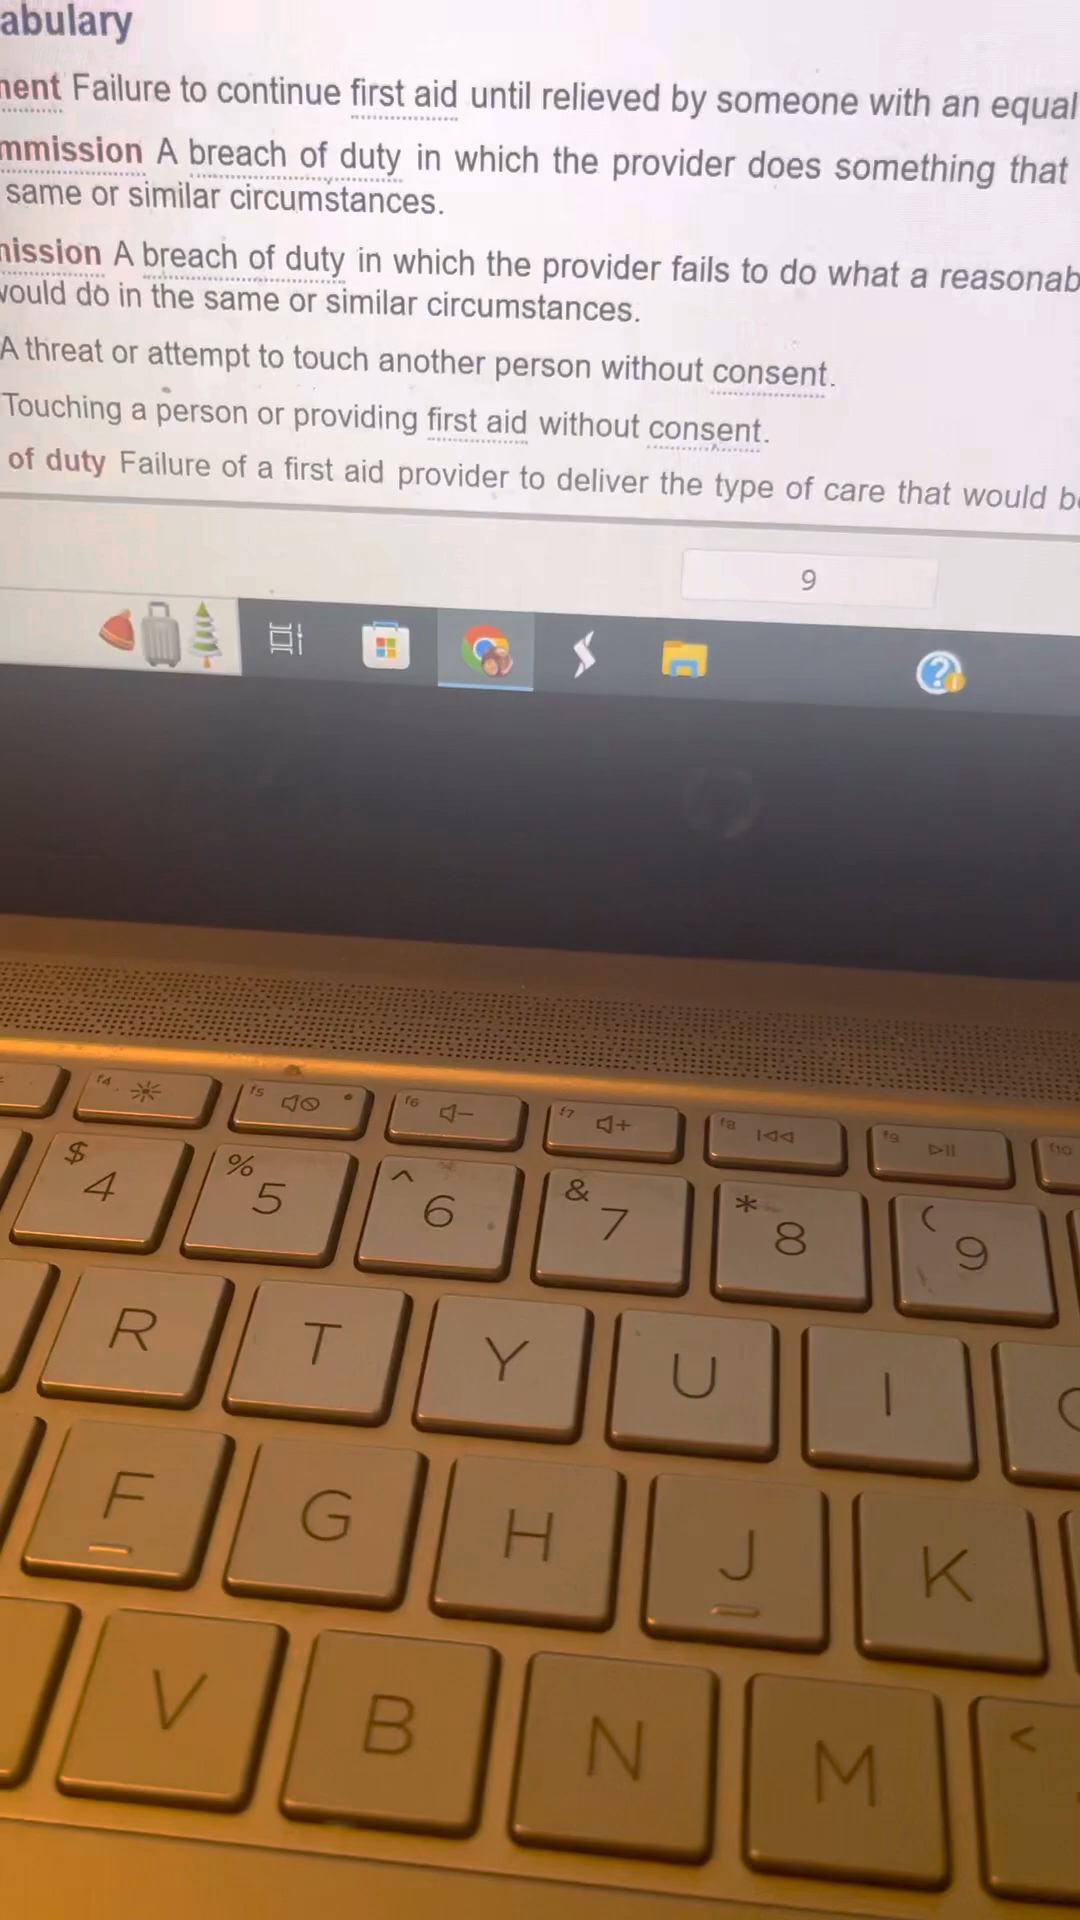 abulary
nent Failure to continue first aid until relieved by someone with an equal
mmission A breach of duty in which the provider does something that
same or similar circumstances.
nission A breach of duty in which the provider fails to do what a reasonab
would do in the same or similar circumstances.
A threat or attempt to touch another person without consent.
Touching a person or providing first aid without consent.
of duty Failure of a first aid provider to deliver the type of care that would be
9
f4 f5 f6 f7 f8 f9 f10
$ 4 % 5 ^ 6 & 7 * 8 ( 9
R T Y U I
F G H J K
V B N M <